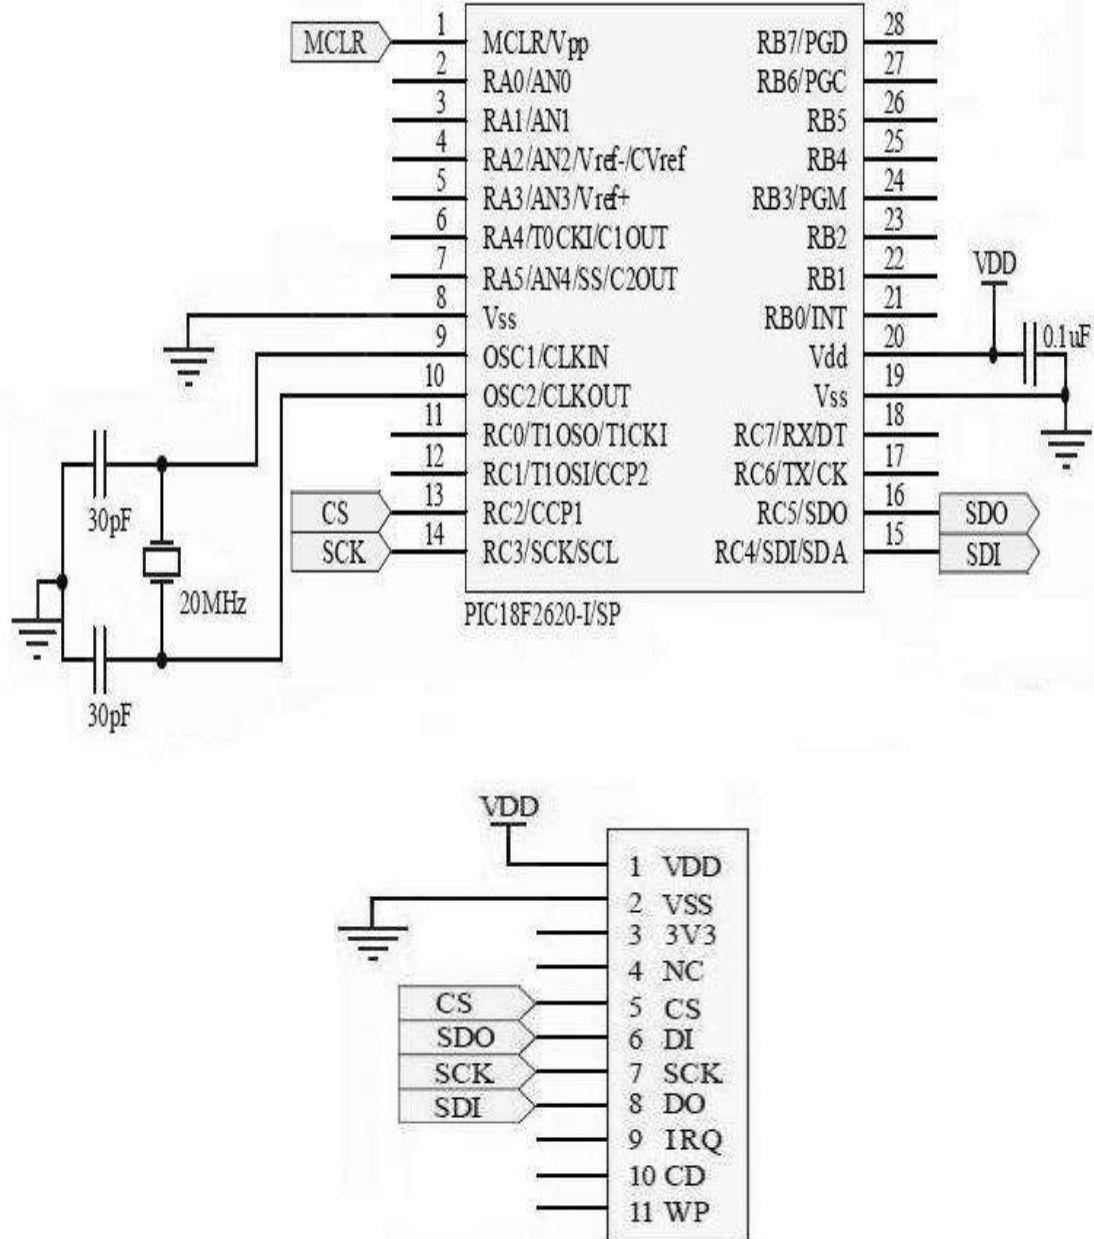 MCLR
1
MCLR/Vpp
RB7/PGD
28
2
RA0/AN0
RB6/PGC
27
3
RA1/AN1
RB5
26
4
RA2/AN2/Vref-/CVref
RB4
25
5
RA3/AN3/Vref+
RB3/PGM
24
6
RA4/T0CKI/C1OUT
RB2
23
7
RA5/AN4/SS/C2OUT
RB1
22
VDD
8
Vss
RB0/INT
21
9
OSC1/CLKIN
Vdd
20
0.1uF
10
OSC2/CLKOUT
Vss
19
11
RC0/T1OSO/T1CKI
RC7/RX/DT
18
12
RC1/T1OSI/CCP2
RC6/TX/CK
17
30pF
CS
13
RC2/CCP1
RC5/SDO
16
SDO
SCK
14
RC3/SCK/SCL
RC4/SDI/SDA
15
SDI
20MHz
PIC18F2620-I/SP
30pF
VDD
1 VDD
2 VSS
3 3V3
4 NC
CS
5 CS
SDO
6 DI
SCK
7 SCK
SDI
8 DO
9 IRQ
10 CD
11 WP